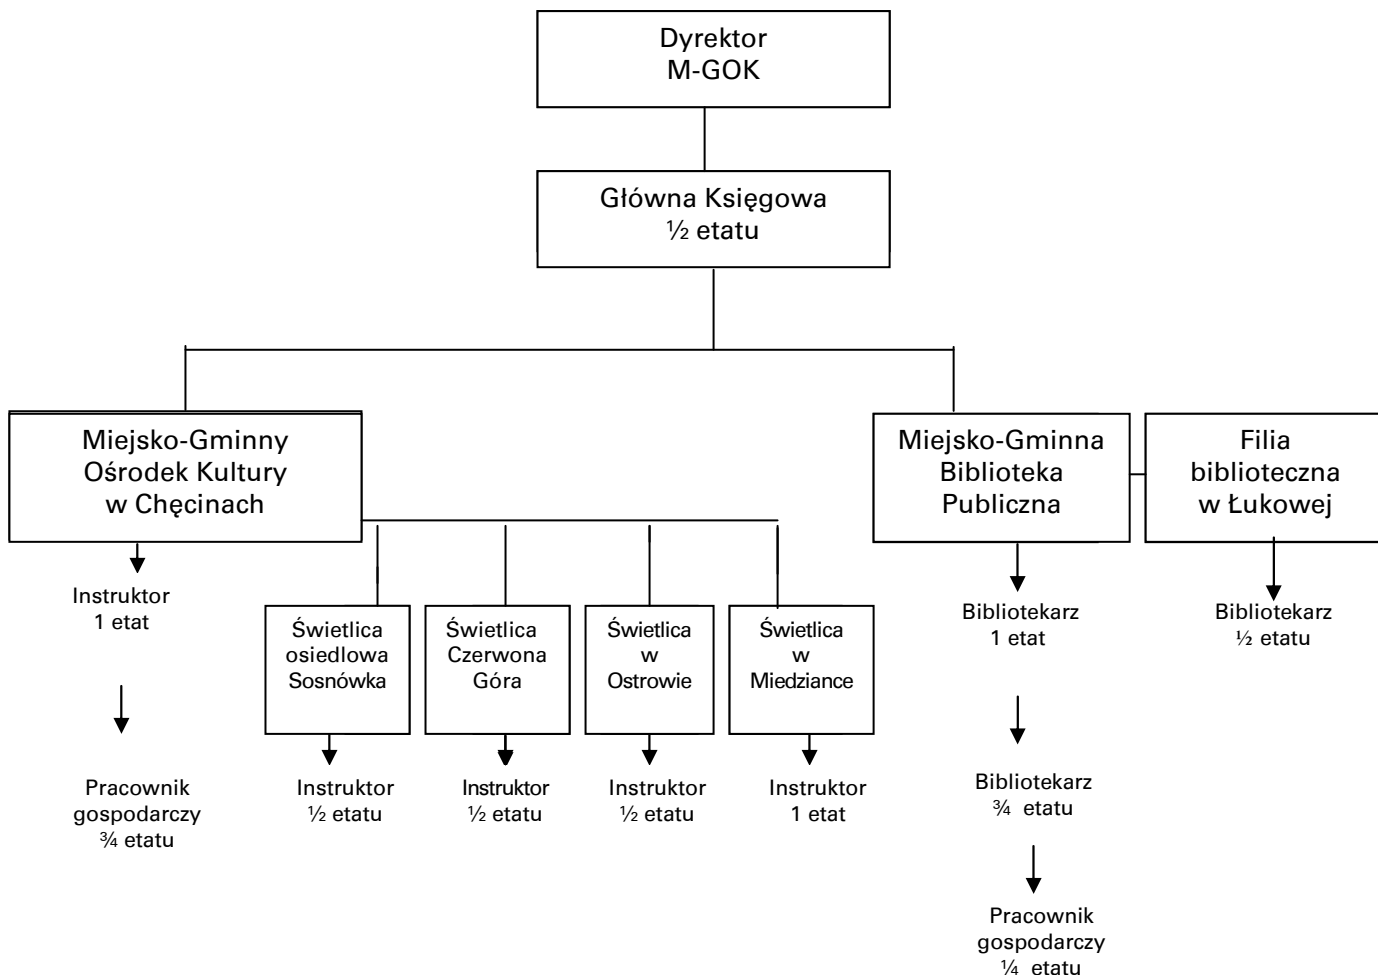 Dyrektor
M-GOK
Główna Księgowa
½ etatu
Miejsko-Gminny
Ośrodek Kultury
w Chęcinach
Miejsko-Gminna
Biblioteka
Publiczna
Filia
biblioteczna
w Łukowej
Instruktor
1 etat
Świetlica
osiedlowa
Sosnówka
Świetlica
Czerwona
Góra
Świetlica
w
Ostrowie
Świetlica
w
Miedziance
Bibliotekarz
1 etat
Bibliotekarz
½ etatu
Pracownik
gospodarczy
¾ etatu
Instruktor
½ etatu
Instruktor
½ etatu
Instruktor
½ etatu
Instruktor
1 etat
Bibliotekarz
¾ etatu
Pracownik
gospodarczy
¼ etatu